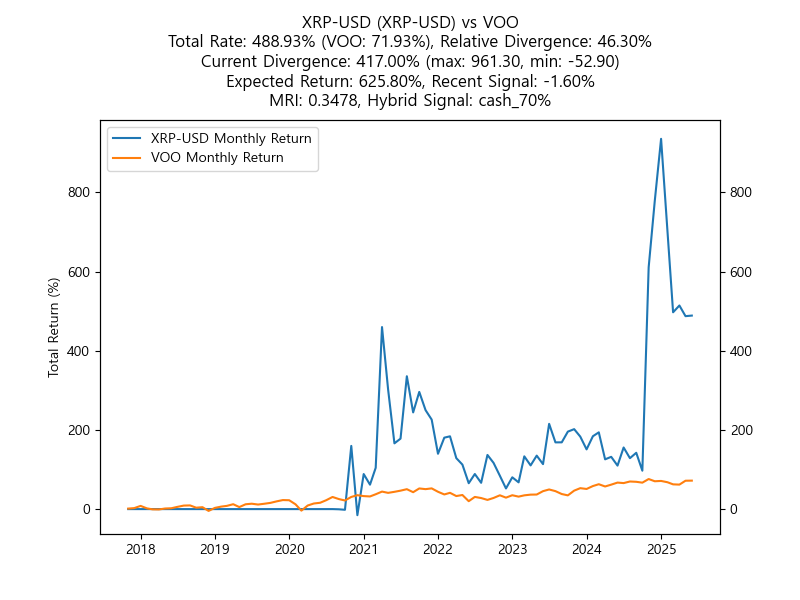 XRP-USD (XRP-USD) vs VOO
Total Rate: 488.93% (VOO: 71.93%), Relative Divergence: 46.30%
Current Divergence: 417.00% (max: 961.30, min: -52.90)
Expected Return: 625.80%, Recent Signal: -1.60%
MRI: 0.3478, Hybrid Signal: cash_70%
XRP-USD Monthly Return
VOO Monthly Return
Total Return (%)
800
600
400
200
0
800
600
400
200
0
2018 2019 2020 2021 2022 2023 2024 2025